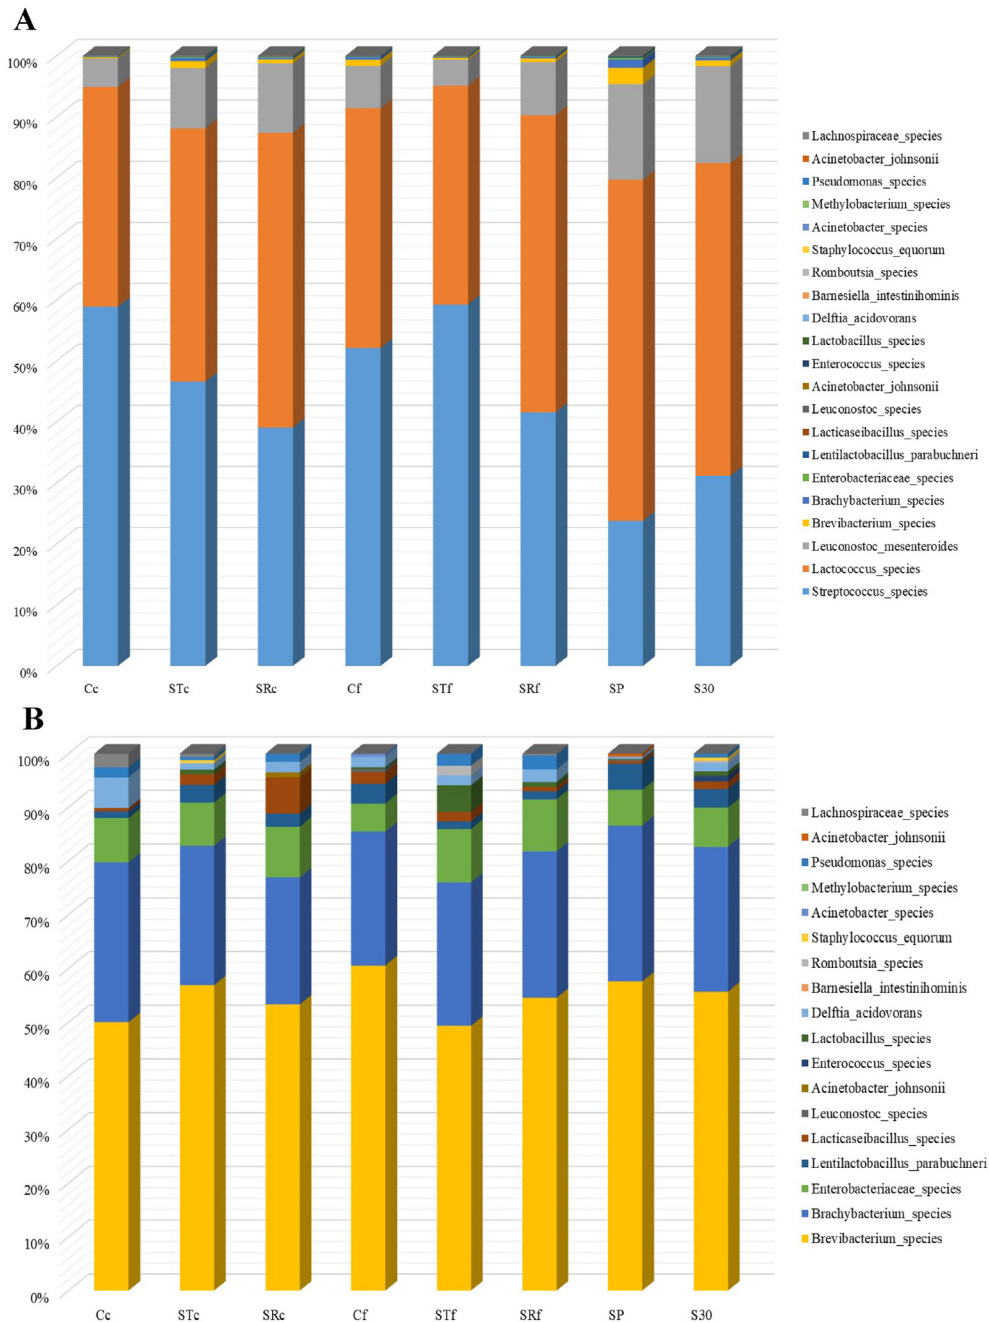 A
100%
90%
80%
70%
60%
50%
40%
30%
20%
10%
0%
Cc STc SRc Cf STf SRf SP S30
Lachnospiraceae_species
Acinetobacter_johnsonii
Pseudomonas_species
Methylobacterium_species
Acinetobacter_species
Staphylococcus_equorum
Romboutsia_species
Barnesiella_intestinihominis
Delftia_acidovorans
Lactobacillus_species
Enterococcus_species
Acinetobacter_johnsonii
Leuconostoc_species
Lacticaseibacillus_species
Lentilactobacillus_parabuchneri
Enterobacteriaceae_species
Brachybacterium_species
Brevibacterium_species
Leuconostoc_mesenteroides
Lactococcus_species
Streptococcus_species
B
100%
90%
80%
70%
60%
50%
40%
30%
20%
10%
0%
Cc STc SRc Cf STf SRf SP S30
Lachnospiraceae_species
Acinetobacter_johnsonii
Pseudomonas_species
Methylobacterium_species
Acinetobacter_species
Staphylococcus_equorum
Romboutsia_species
Barnesiella_intestinihominis
Delftia_acidovorans
Lactobacillus_species
Enterococcus_species
Acinetobacter_johnsonii
Leuconostoc_species
Lacticaseibacillus_species
Lentilactobacillus_parabuchneri
Enterobacteriaceae_species
Brachybacterium_species
Brevibacterium_species